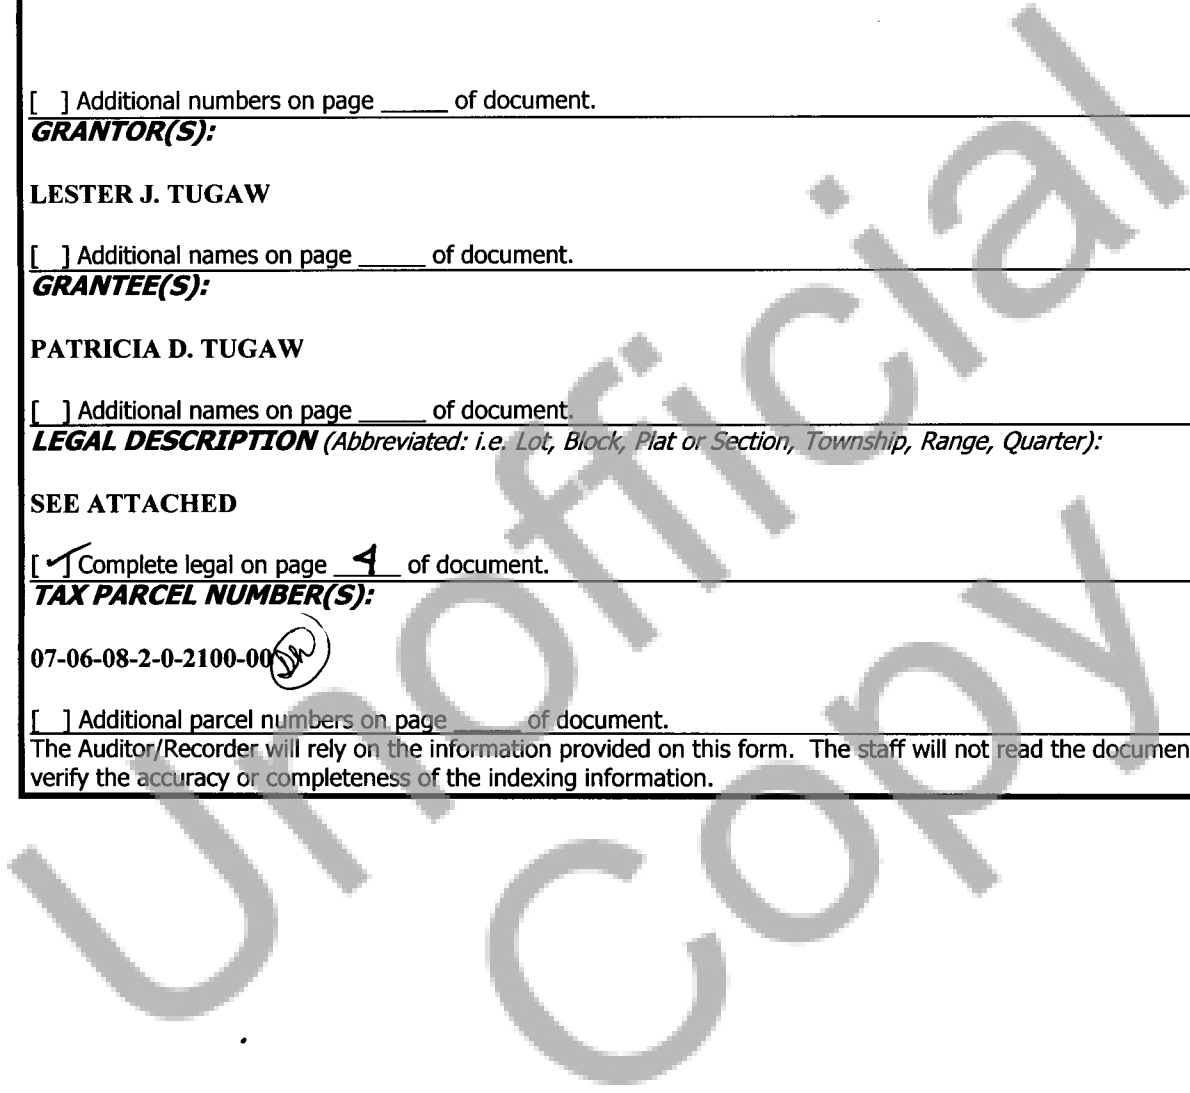 [ ] Additional numbers on page _____ of document.
GRANTOR(S):
LESTER J. TUGAW
[ ] Additional names on page _____ of document.
GRANTEE(S):
PATRICIA D. TUGAW
[ ] Additional names on page _____ of document.
LEGAL DESCRIPTION (Abbreviated: i.e. Lot, Block, Plat or Section, Township, Range, Quarter):
SEE ATTACHED
[✓] Complete legal on page 4 of document.
TAX PARCEL NUMBER(S):
07-06-08-2-0-2100-00
[ ] Additional parcel numbers on page _____ of document.
The Auditor/Recorder will rely on the information provided on this form. The staff will not read the documen
verify the accuracy or completeness of the indexing information.
Unofficial
Copy